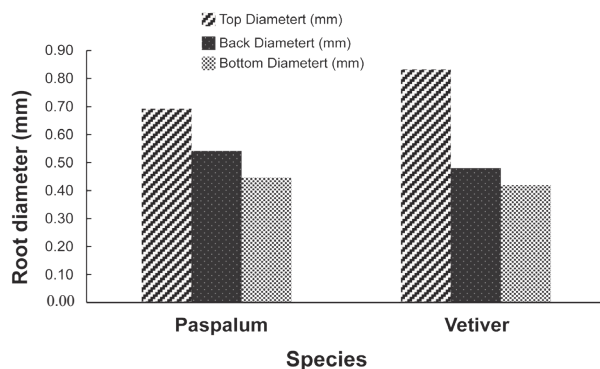 Top Diametert (mm)
Back Diametert (mm)
Bottom Diametert (mm)
Root diameter (mm)
0.90
0.80
0.70
0.60
0.50
0.40
0.30
0.20
0.10
0.00
Paspalum Vetiver
Species